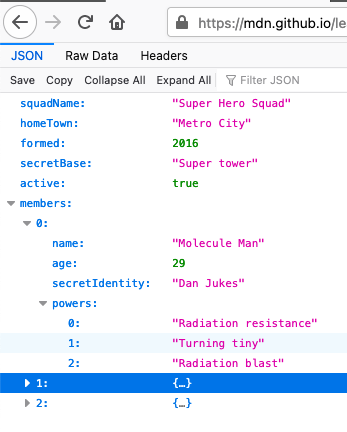 https://mdn.github.io/le
JSON Raw Data Headers
Save Copy Collapse All Expand All Filter JSON
squadName: "Super Hero Squad"
homeTown: "Metro City"
formed: 2016
secretBase: "Super tower"
active: true
members:
0:
name: "Molecule Man"
age: 29
secretIdentity: "Dan Jukes"
powers:
0: "Radiation resistance"
1: "Turning tiny"
2: "Radiation blast"
1: {…}
2: {…}